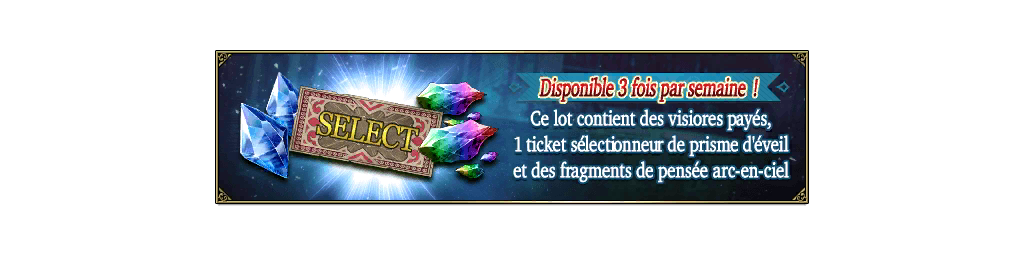 SELECT
Disponible 3 fois par semaine !
Ce lot contient des visiores payés,
1 ticket sélectionneur de prisme d'éveil
et des fragments de pensée arc-en-ciel